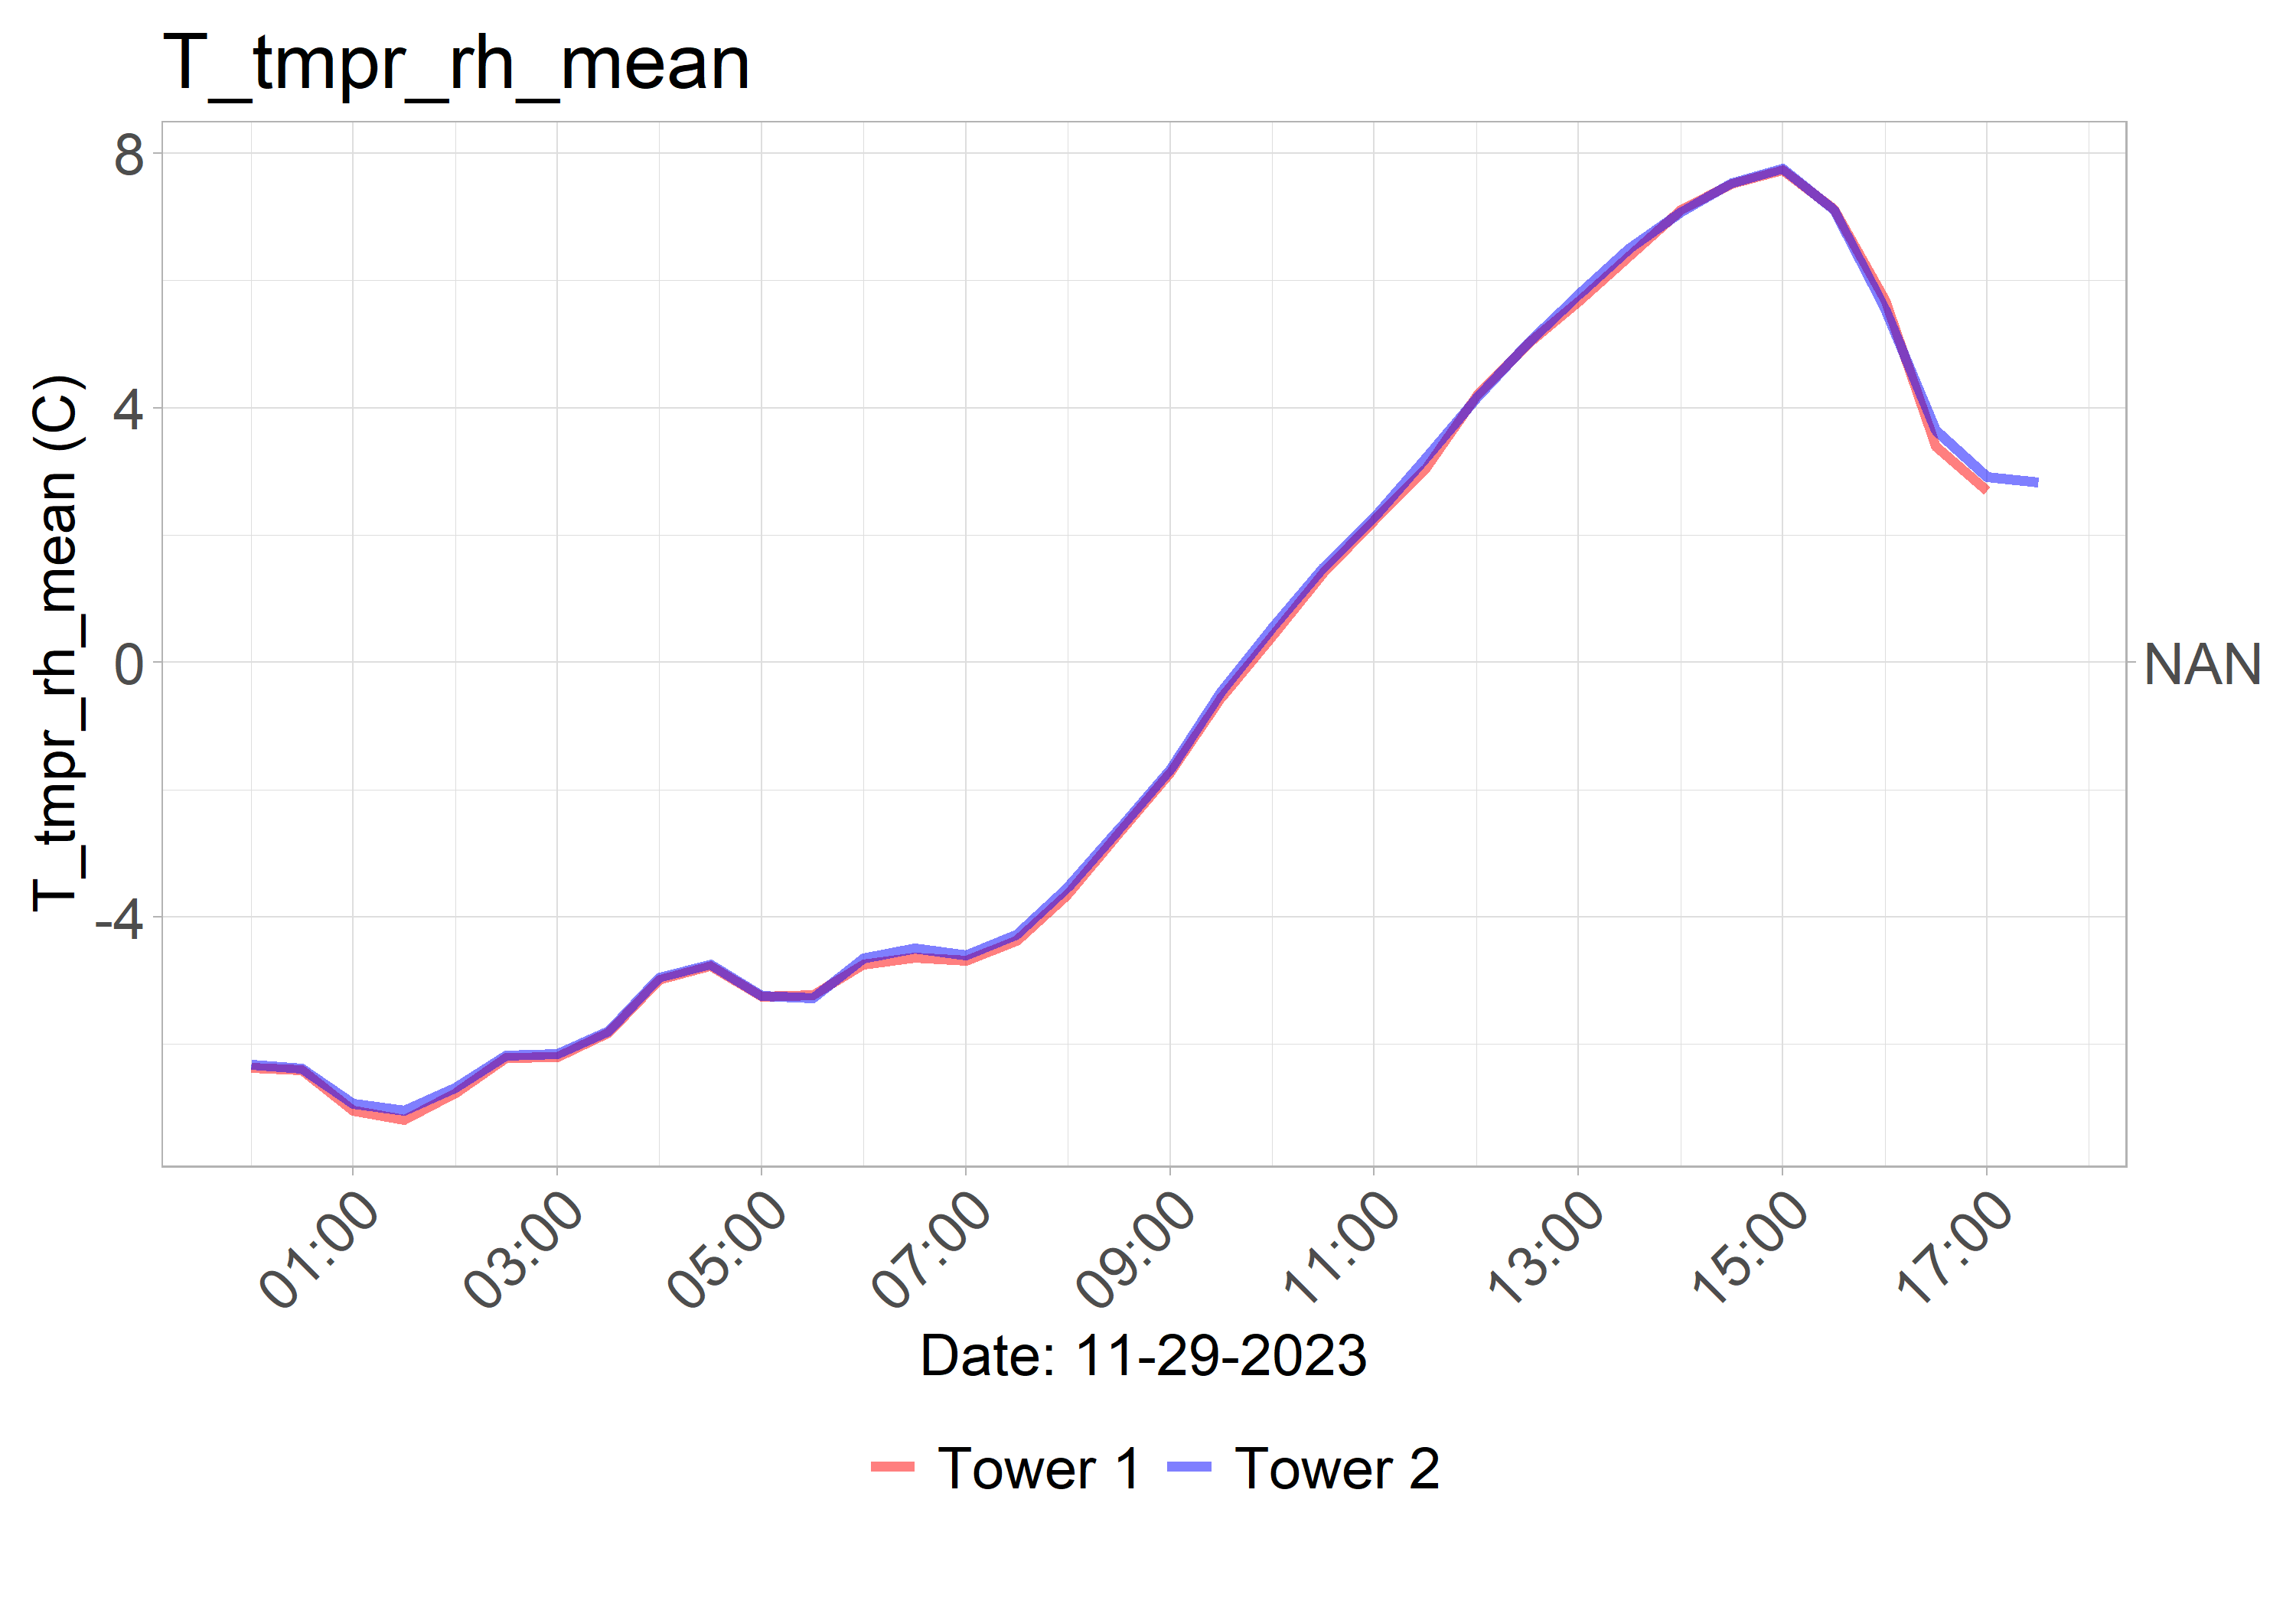 T_tmpr_rh_mean
T_tmpr_rh_mean (C)
8
4
0
-4
NAN
01:00
03:00
05:00
07:00
09:00
11:00
13:00
15:00
17:00
Date: 11-29-2023
Tower 1
Tower 2